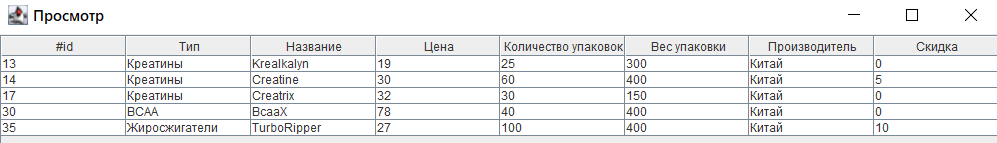 Просмотр
#id Тип Название Цена Количество упаковок Вес упаковки Производитель Скидка
13 Креатины Krealkalyn 19 25 300 Китай 0
14 Креатины Creatine 30 60 400 Китай 5
17 Креатины Creatrix 32 30 150 Китай 0
30 BCAA BcaaX 78 40 400 Китай 0
35 Жиросжигатели TurboRipper 27 100 400 Китай 10